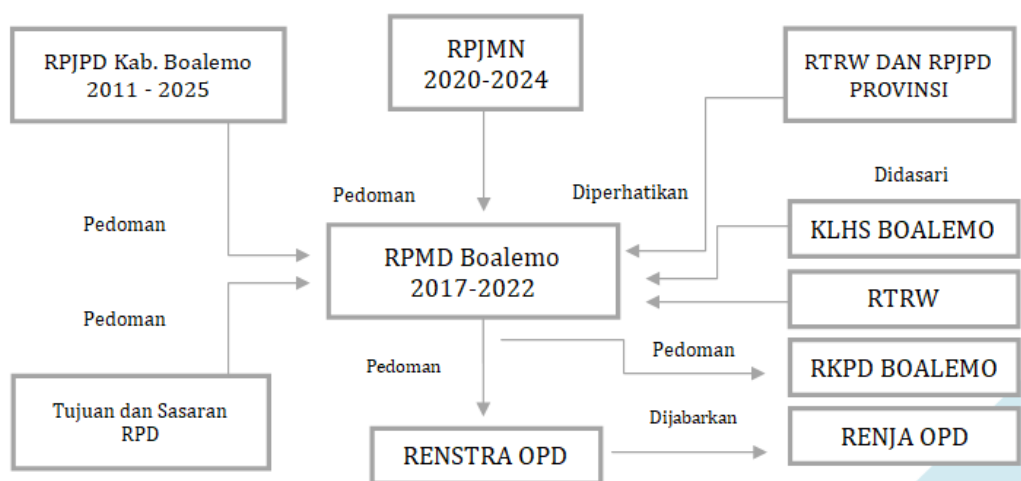 RPJPD Kab. Boalemo
2011 - 2025
RPJMN
2020-2024
RTRW DAN RPJPD
PROVINSI
Pedoman
Pedoman
Diperhatikan
Didasari
KLHS BOALEMO
RPMD Boalemo
2017-2022
RTRW
Pedoman
Pedoman
Pedoman
RKPD BOALEMO
Tujuan dan Sasaran
RPD
RENSTRA OPD
Dijabarkan
RENJA OPD